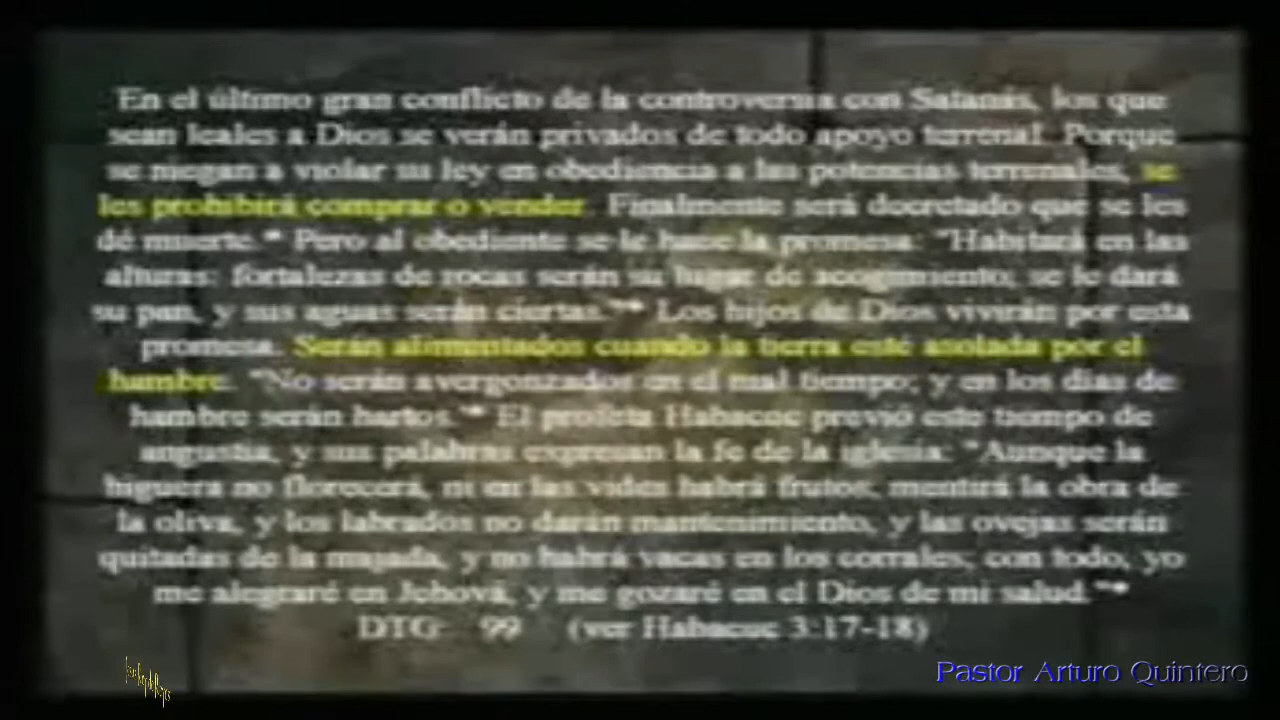 En el último gran conflicto de la controversia con Satanás, los que
sean leales a Dios se verán privados de todo apoyo terrenal. Porque
se niegan a violar su ley en obediencia a las potencias terrenales, se
les prohibirá comprar o vender. Finalmente será decretado que se les
dé muerte.* Pero al obediente se le hace la promesa: "Habitará en las
alturas: fortalezas de rocas serán su lugar de acogimiento; se le dará
su pan, y sus aguas serán ciertas."* Los hijos de Dios vivirán por esta
promesa. Serán alimentados cuando la tierra esté asolada por el
hambre. "No serán avergonzados en el mal tiempo; y en los días de
hambre serán hartos."* El profeta Habacuc previó este tiempo de
angustia, y sus palabras expresan la fe de la iglesia: "Aunque la
higuera no florecerá, ni en las vides habrá frutos; mentirá la obra de
la oliva, y los labrados no darán mantenimiento, y las ovejas serán
quitadas de la majada, y no habrá vacas en los corrales; con todo, yo
me alegraré en Jehová, y me gozaré en el Dios de mi salud."*
DTG 99 (ver Habacuc 3:17-18)
Pastor Arturo Quintero